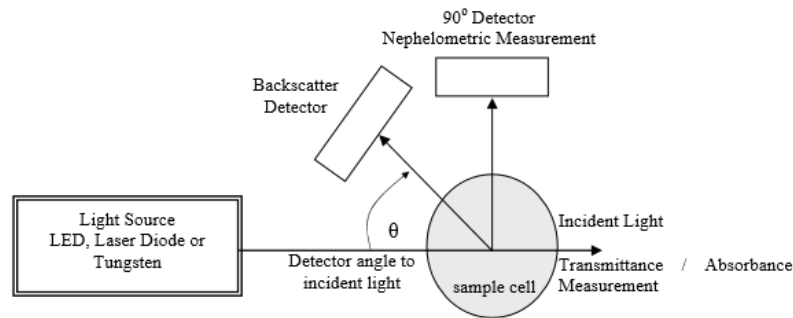 90° Detector
Nephelometric Measurement
Backscatter
Detector
Light Source
LED, Laser Diode or
Tungsten
θ
Detector angle to
incident light
sample cell
Incident Light
Transmittance / Absorbance
Measurement